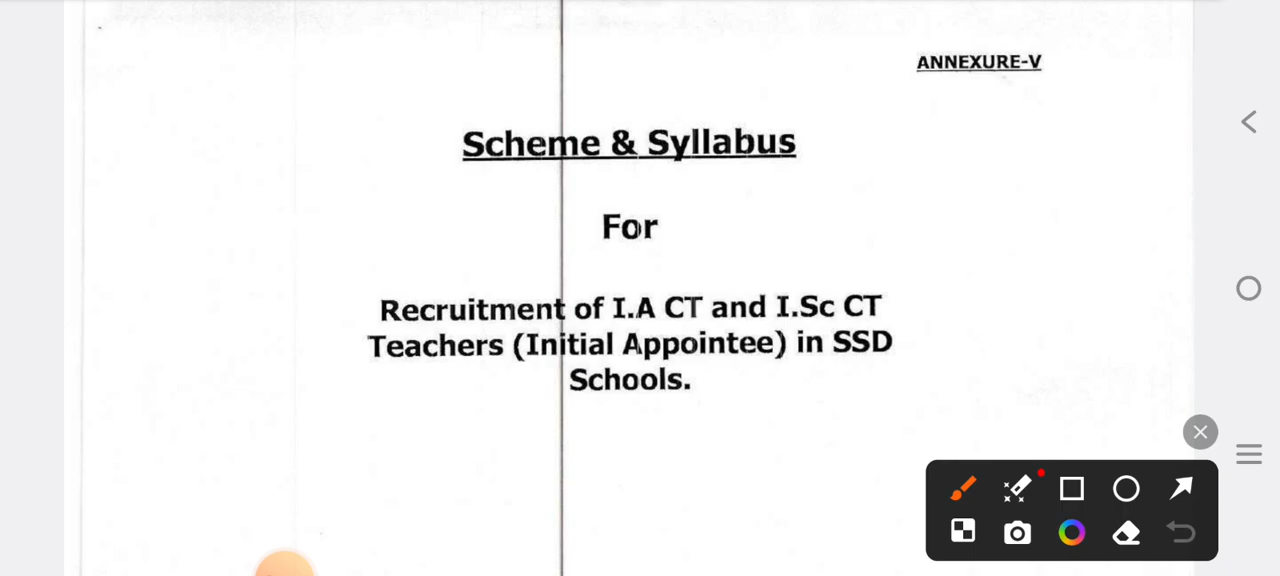 ANNEXURE-V
Scheme & Syllabus
For
Recruitment of I.A CT and I.Sc CT
Teachers (Initial Appointee) in SSD
Schools.